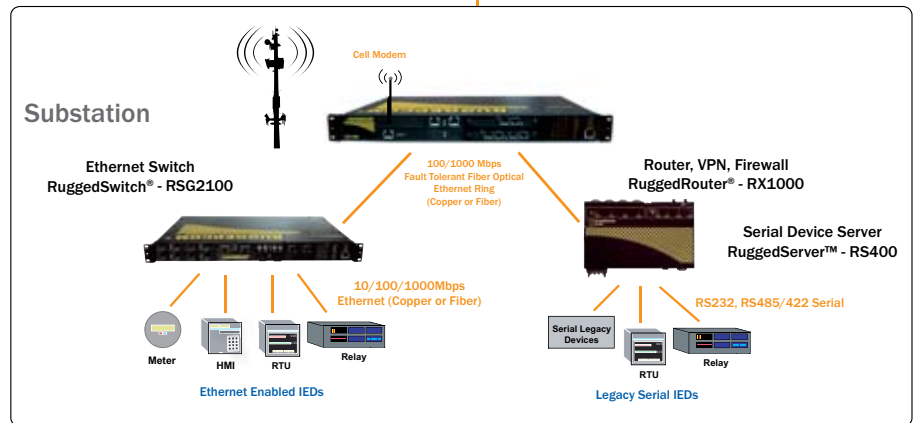 Cell Modem
Substation
100/1000 Mbps
Fault Tolerant Fiber Optical
Ethernet Ring
(Copper or Fiber)
Ethernet Switch
RuggedSwitch® - RSG2100
Router, VPN, Firewall
RuggedRouter® - RX1000
Serial Device Server
RuggedServer™ - RS400
10/100/1000Mbps
Ethernet (Copper or Fiber)
RS232, RS485/422 Serial
Serial Legacy
Devices
Meter
HMI
RTU
Relay
RTU
Relay
Ethernet Enabled IEDs
Legacy Serial IEDs